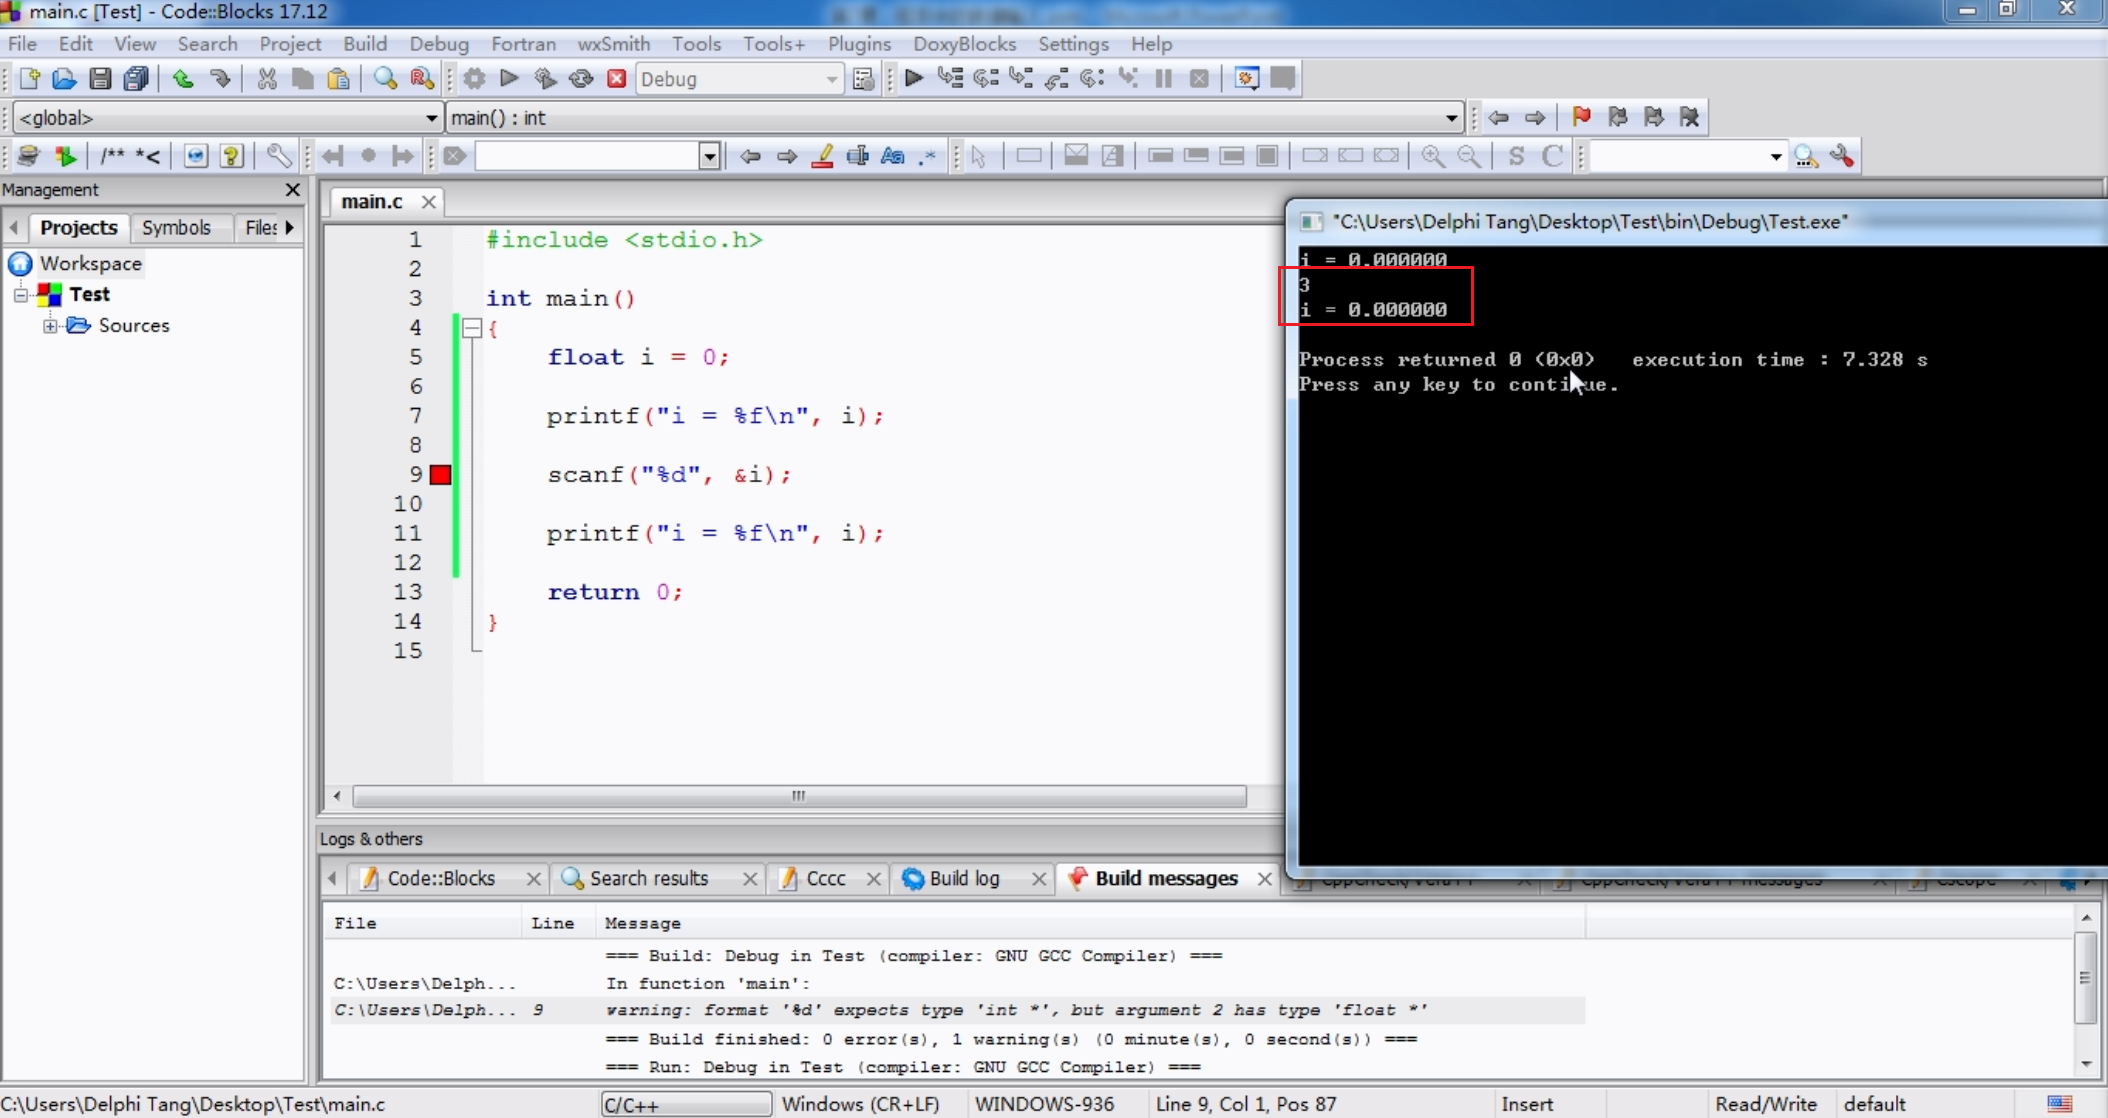 main.c [Test] - Code::Blocks 17.12
File Edit View Search Project Build Debug Fortran wxSmith Tools Tools+ Plugins DoxyBlocks Settings Help
Debug
<global> main() : int
/** *< Aa .* S C
Management
Projects Symbols Files
Workspace
Test
Sources
main.c
1 #include <stdio.h>
2
3 int main()
4 {
5 float i = 0;
6
7 printf("i = %f\n", i);
8
9 scanf("%d", &i);
10
11 printf("i = %f\n", i);
12
13 return 0;
14 }
15
"C:\Users\Delphi Tang\Desktop\Test\bin\Debug\Test.exe"
i = 0.000000
3
i = 0.000000
Process returned 0 (0x0) execution time : 7.328 s
Press any key to continue.
Logs & others
Code::Blocks Search results Cccc Build log Build messages
File Line Message
=== Build: Debug in Test (compiler: GNU GCC Compiler) ===
C:\Users\Delph... In function 'main':
C:\Users\Delph... 9 warning: format '%d' expects type 'int *', but argument 2 has type 'float *'
=== Build finished: 0 error(s), 1 warning(s) (0 minute(s), 0 second(s)) ===
=== Run: Debug in Test (compiler: GNU GCC Compiler) ===
C:\Users\Delphi Tang\Desktop\Test\main.c C/C++ Windows (CR+LF) WINDOWS-936 Line 9, Col 1, Pos 87 Insert Read/Write default